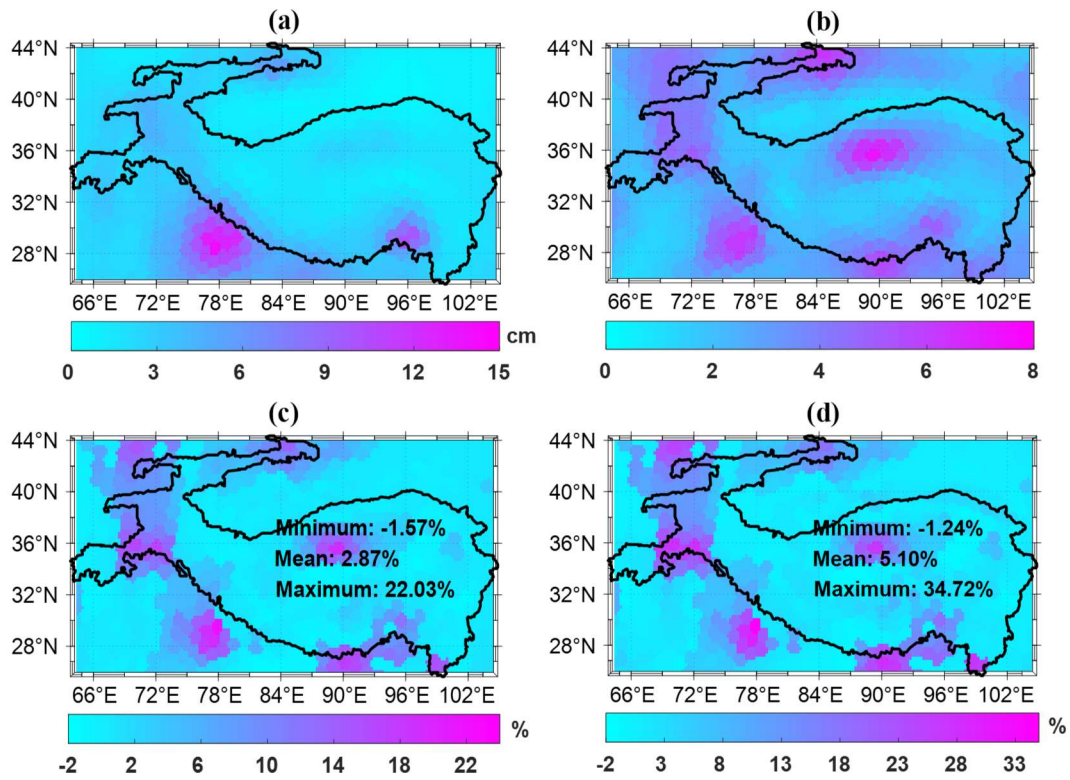 (a) (b)
44°N 44°N
40°N 40°N
36°N 36°N
32°N 32°N
28°N 28°N
66°E 72°E 78°E 84°E 90°E 96°E 102°E 66°E 72°E 78°E 84°E 90°E 96°E 102°E
cm
0 3 6 9 12 15 0 2 4 6 8
(c) (d)
44°N 44°N
40°N 40°N
Minimum: -1.57% Minimum: -1.24%
36°N 36°N
Mean: 2.87% Mean: 5.10%
Maximum: 22.03% Maximum: 34.72%
32°N 32°N
28°N 28°N
66°E 72°E 78°E 84°E 90°E 96°E 102°E 66°E 72°E 78°E 84°E 90°E 96°E 102°E
% %
-2 2 6 10 14 18 22 -2 3 8 13 18 23 28 33